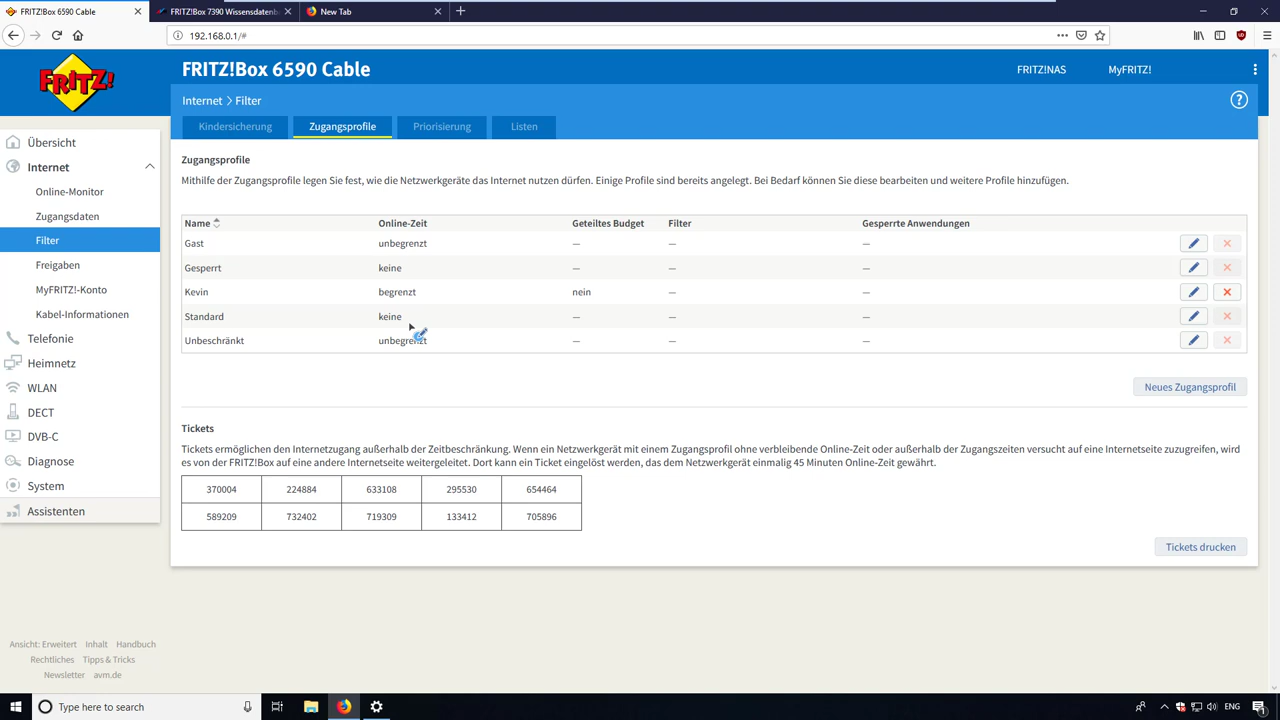 FRITZ!Box 6590 Cable
FRITZ!Box 7390 Wissensdatenb
New Tab
192.168.0.1/#
FRITZ!
FRITZ!Box 6590 Cable
FRITZ!NAS
MyFRITZ!
Internet > Filter
Kindersicherung
Zugangsprofile
Priorisierung
Listen
Übersicht
Internet
Online-Monitor
Zugangsdaten
Filter
Freigaben
MyFRITZ!-Konto
Kabel-Informationen
Telefonie
Heimnetz
WLAN
DECT
DVB-C
Diagnose
System
Assistenten
Zugangsprofile
Mithilfe der Zugangsprofile legen Sie fest, wie die Netzwerkgeräte das Internet nutzen dürfen. Einige Profile sind bereits angelegt. Bei Bedarf können Sie diese bearbeiten und weitere Profile hinzufügen.
Name Online-Zeit Geteiltes Budget Filter Gesperrte Anwendungen
Gast unbegrenzt — — —
Gesperrt keine — — —
Kevin begrenzt nein — —
Standard keine — — —
Unbeschränkt unbegrenzt — — —
Neues Zugangsprofil
Tickets
Tickets ermöglichen den Internetzugang außerhalb der Zeitbeschränkung. Wenn ein Netzwerkgerät mit einem Zugangsprofil ohne verbleibende Online-Zeit oder außerhalb der Zugangszeiten versucht auf eine Internetseite zuzugreifen, wird
es von der FRITZ!Box auf eine andere Internetseite weitergeleitet. Dort kann ein Ticket eingelöst werden, das dem Netzwerkgerät einmalig 45 Minuten Online-Zeit gewährt.
370004 224884 633108 295530 654464
589209 732402 719309 133412 705896
Tickets drucken
Ansicht: Erweitert Inhalt Handbuch
Rechtliches Tipps & Tricks
Newsletter avm.de
Type here to search
ENG
1